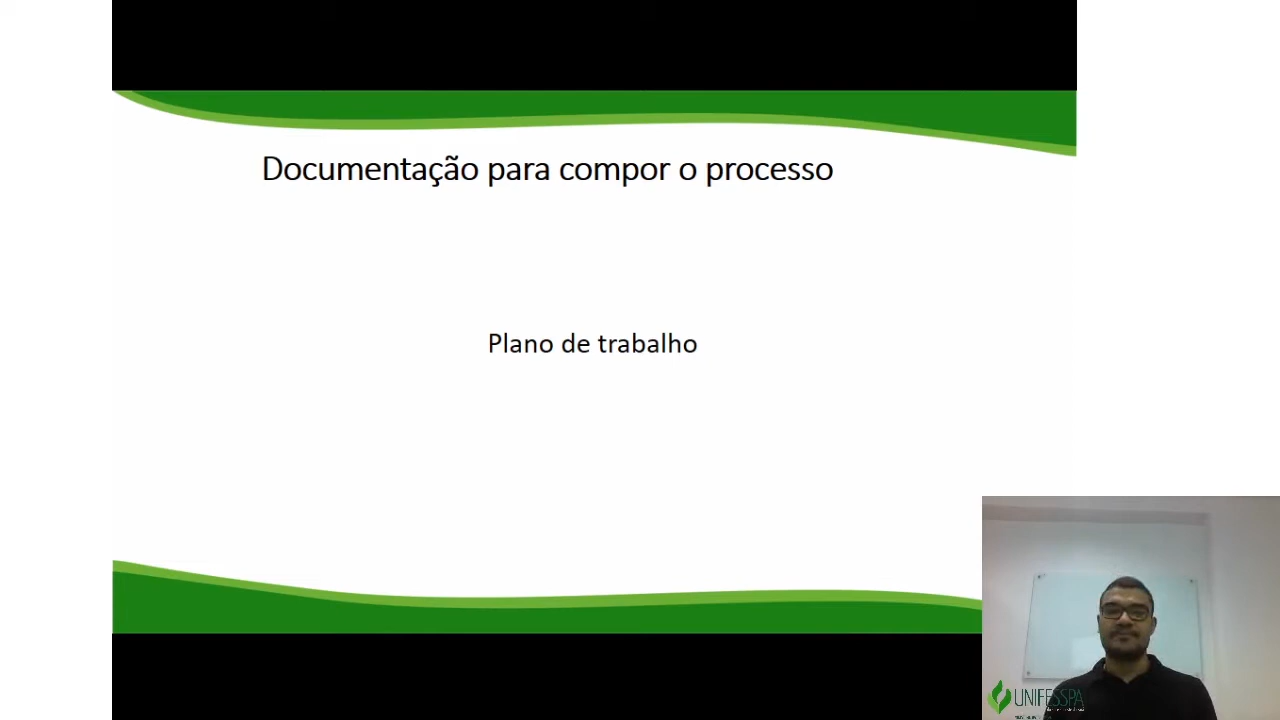 Documentação para compor o processo
Plano de trabalho
UNIFESSPA